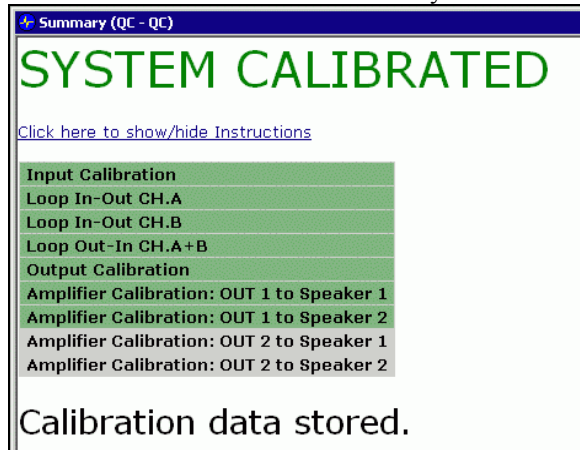 Summary (QC - QC)
SYSTEM CALIBRATED
Click here to show/hide Instructions
Input Calibration
Loop In-Out CH.A
Loop In-Out CH.B
Loop Out-In CH.A+B
Output Calibration
Amplifier Calibration: OUT 1 to Speaker 1
Amplifier Calibration: OUT 1 to Speaker 2
Amplifier Calibration: OUT 2 to Speaker 1
Amplifier Calibration: OUT 2 to Speaker 2
Calibration data stored.